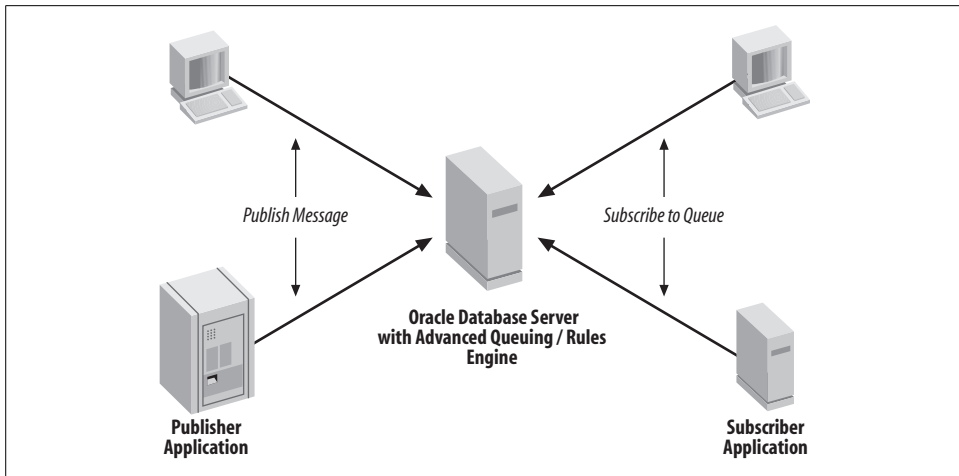 Publish Message
Subscribe to Queue
Oracle Database Server
with Advanced Queuing / Rules
Engine
Publisher
Application
Subscriber
Application